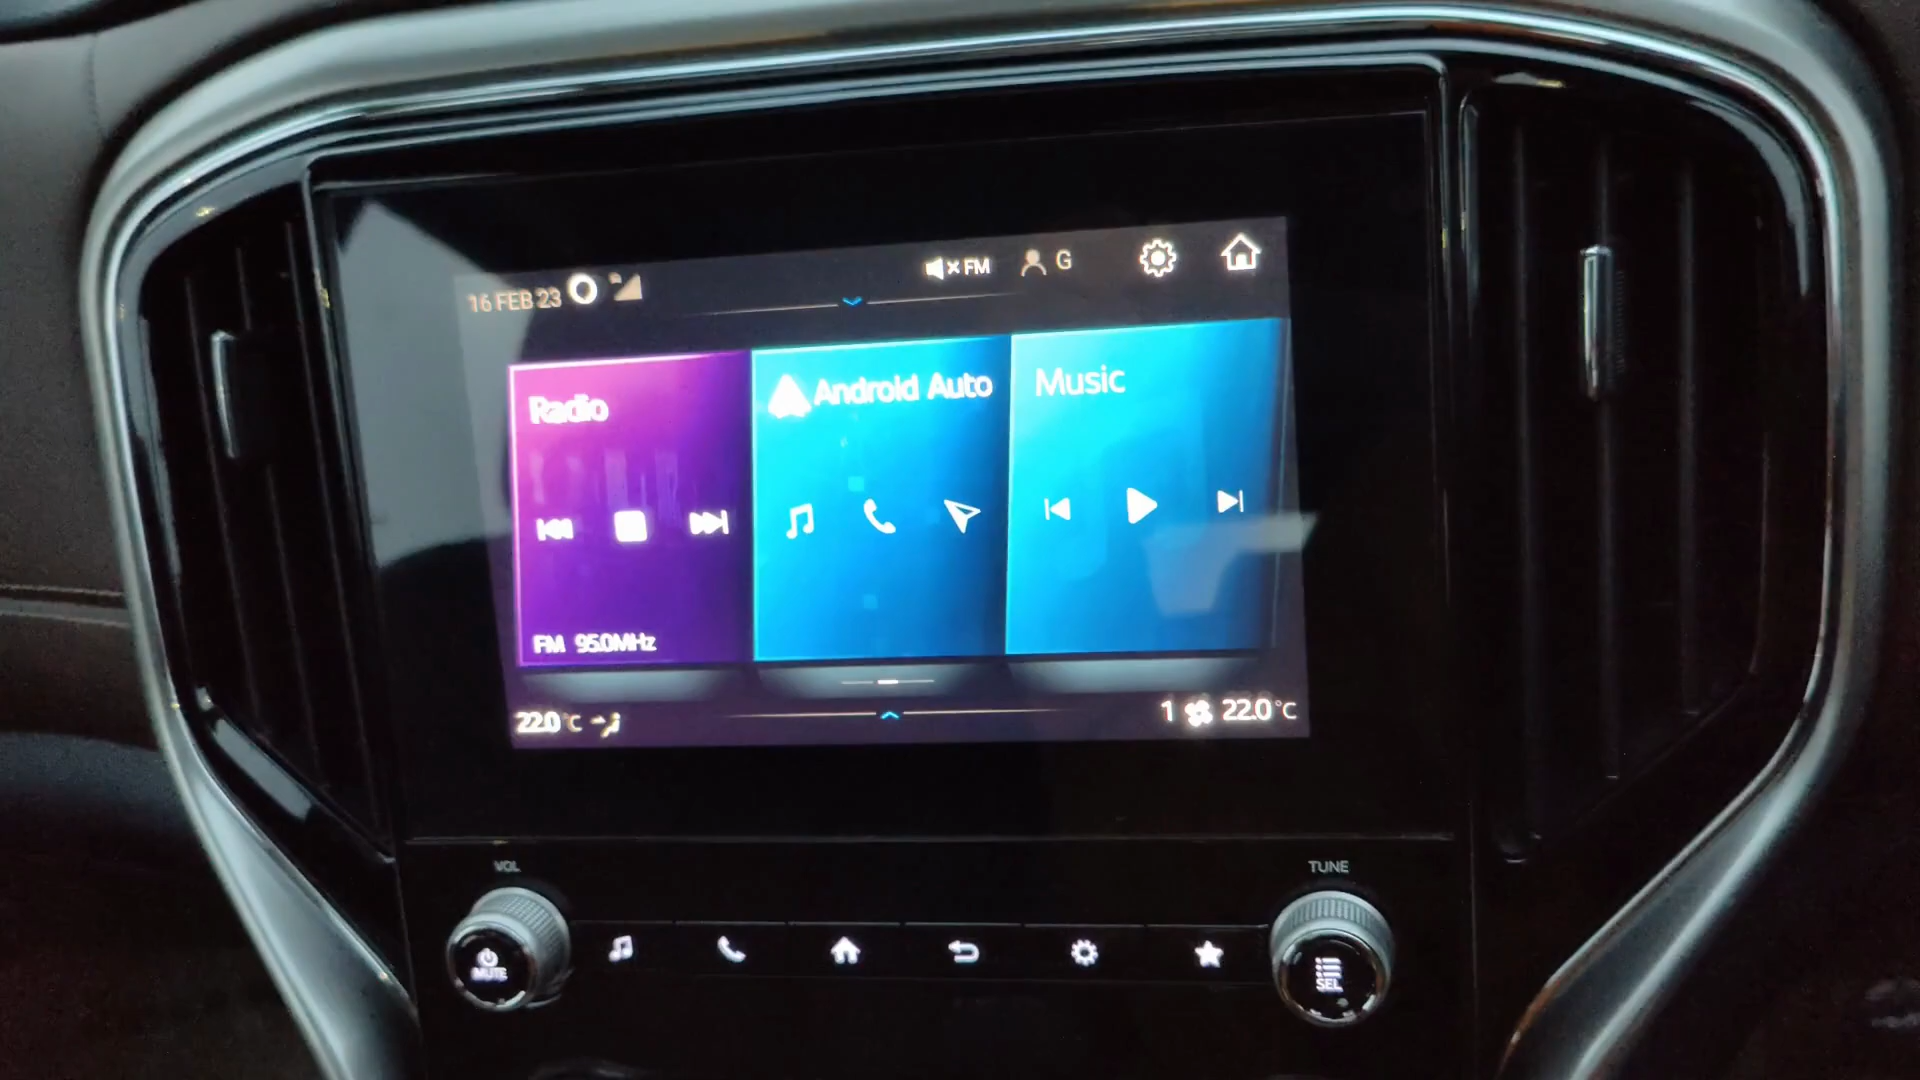 16 FEB 23
FM
G
Radio
Android Auto
Music
FM 95.0MHz
22.0°C
1
22.0°C
VOL
TUNE
MUTE
SEL